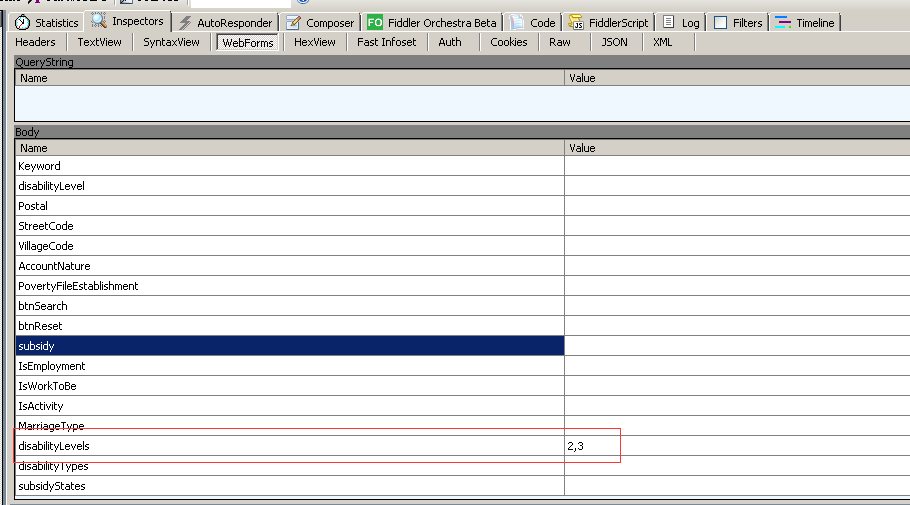 Statistics Inspectors AutoResponder Composer FO Fiddler Orchestra Beta Code JS FiddlerScript Log Filters Timeline
Headers TextView SyntaxView WebForms HexView Fast Infoset Auth Cookies Raw JSON XML
QueryString
Name Value
Body
Name Value
Keyword
disabilityLevel
Postal
StreetCode
VillageCode
AccountNature
PovertyFileEstablishment
btnSearch
btnReset
subsidy
IsEmployment
IsWorkToBe
IsActivity
MarriageType
disabilityLevels 2,3
disabilityTypes
subsidyStates